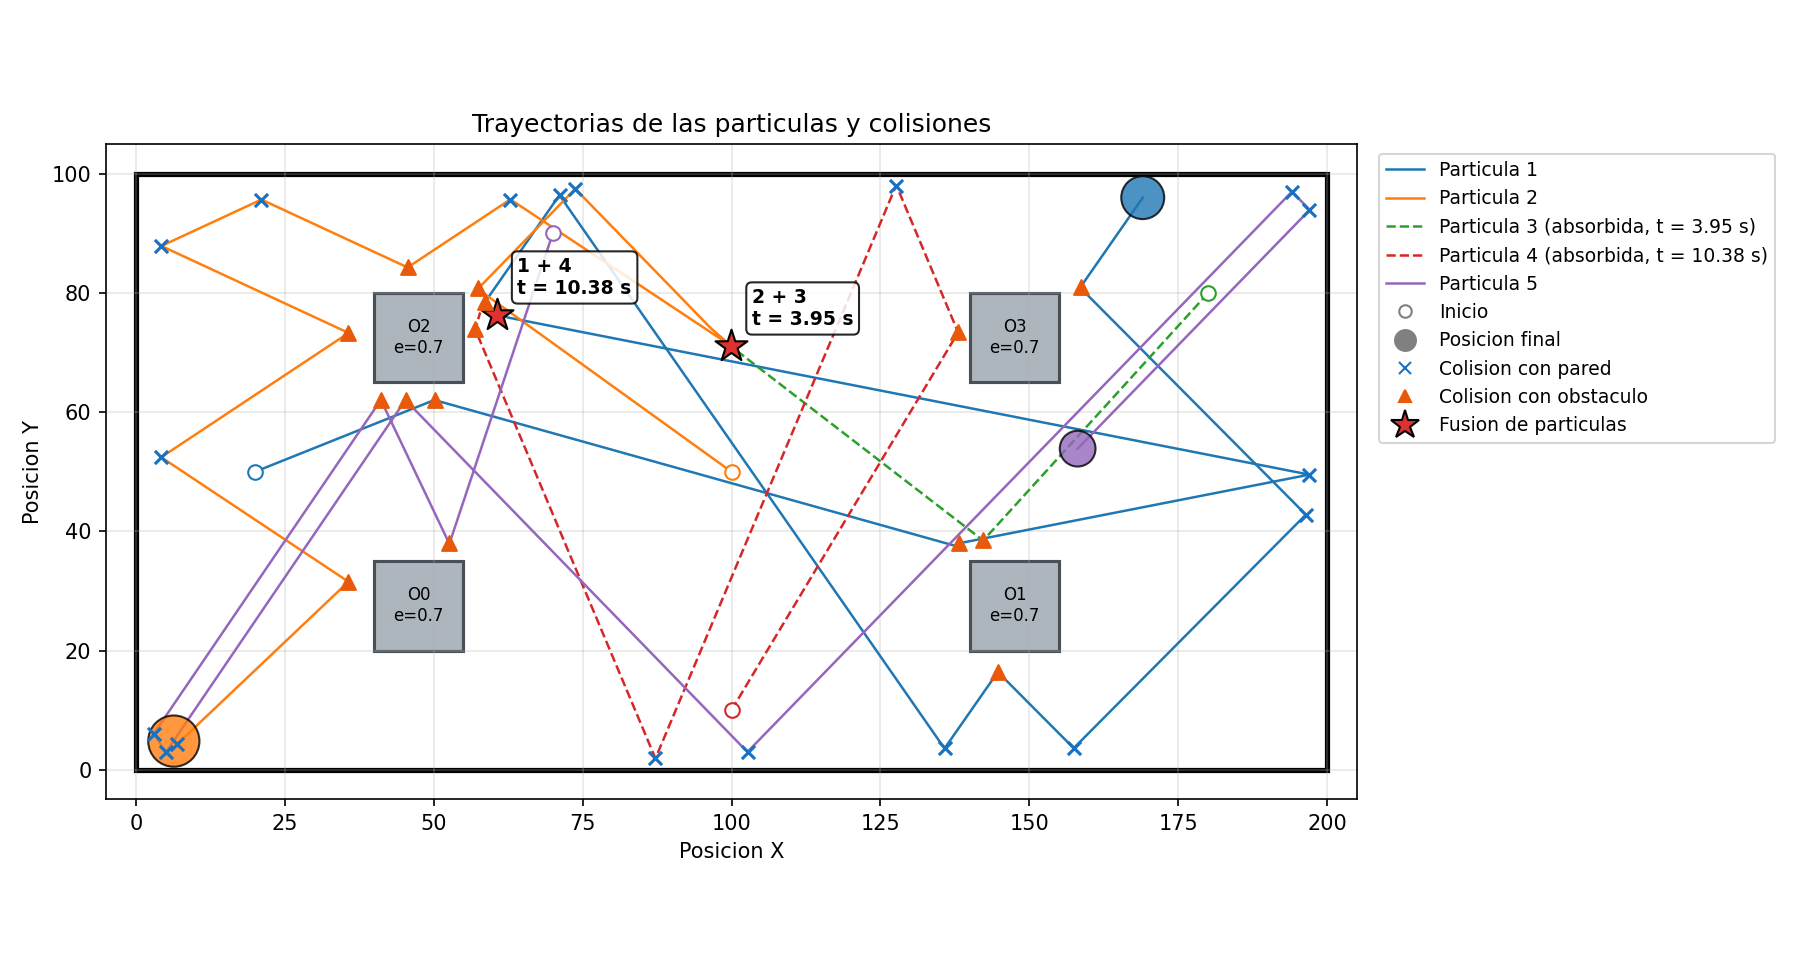 Trayectorias de las particulas y colisiones
Posicion Y
100
80
60
40
20
0
0
25
50
75
100
125
150
175
200
Posicion X
1 + 4
t = 10.38 s
2 + 3
t = 3.95 s
O2
e=0.7
O3
e=0.7
O0
e=0.7
O1
e=0.7
Particula 1
Particula 2
Particula 3 (absorbida, t = 3.95 s)
Particula 4 (absorbida, t = 10.38 s)
Particula 5
Inicio
Posicion final
Colision con pared
Colision con obstaculo
Fusion de particulas